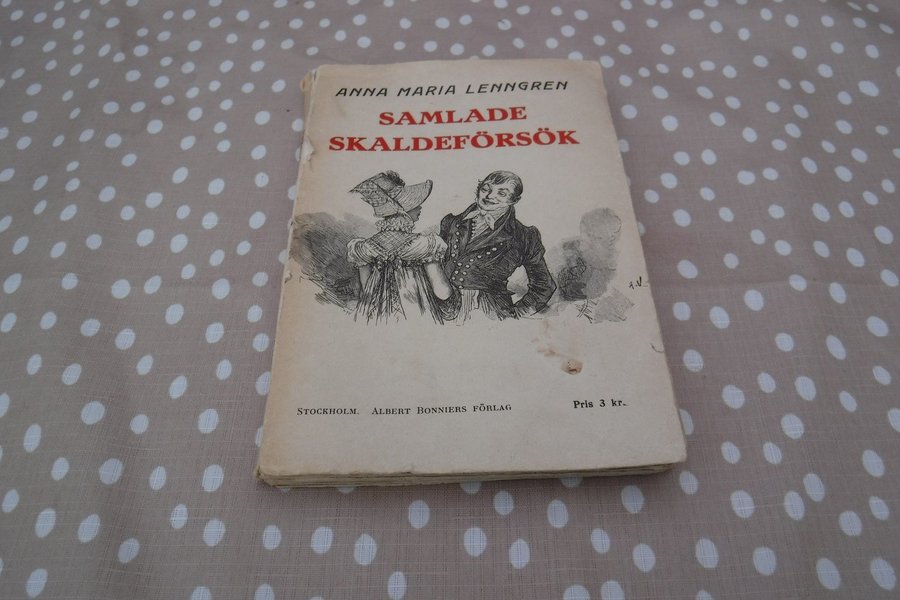 ANNA MARIA LENNGREN
SAMLADE
SKALDEFÖRSÖK
STOCKHOLM. ALBERT BONNIERS FÖRLAG Pris 3 kr.